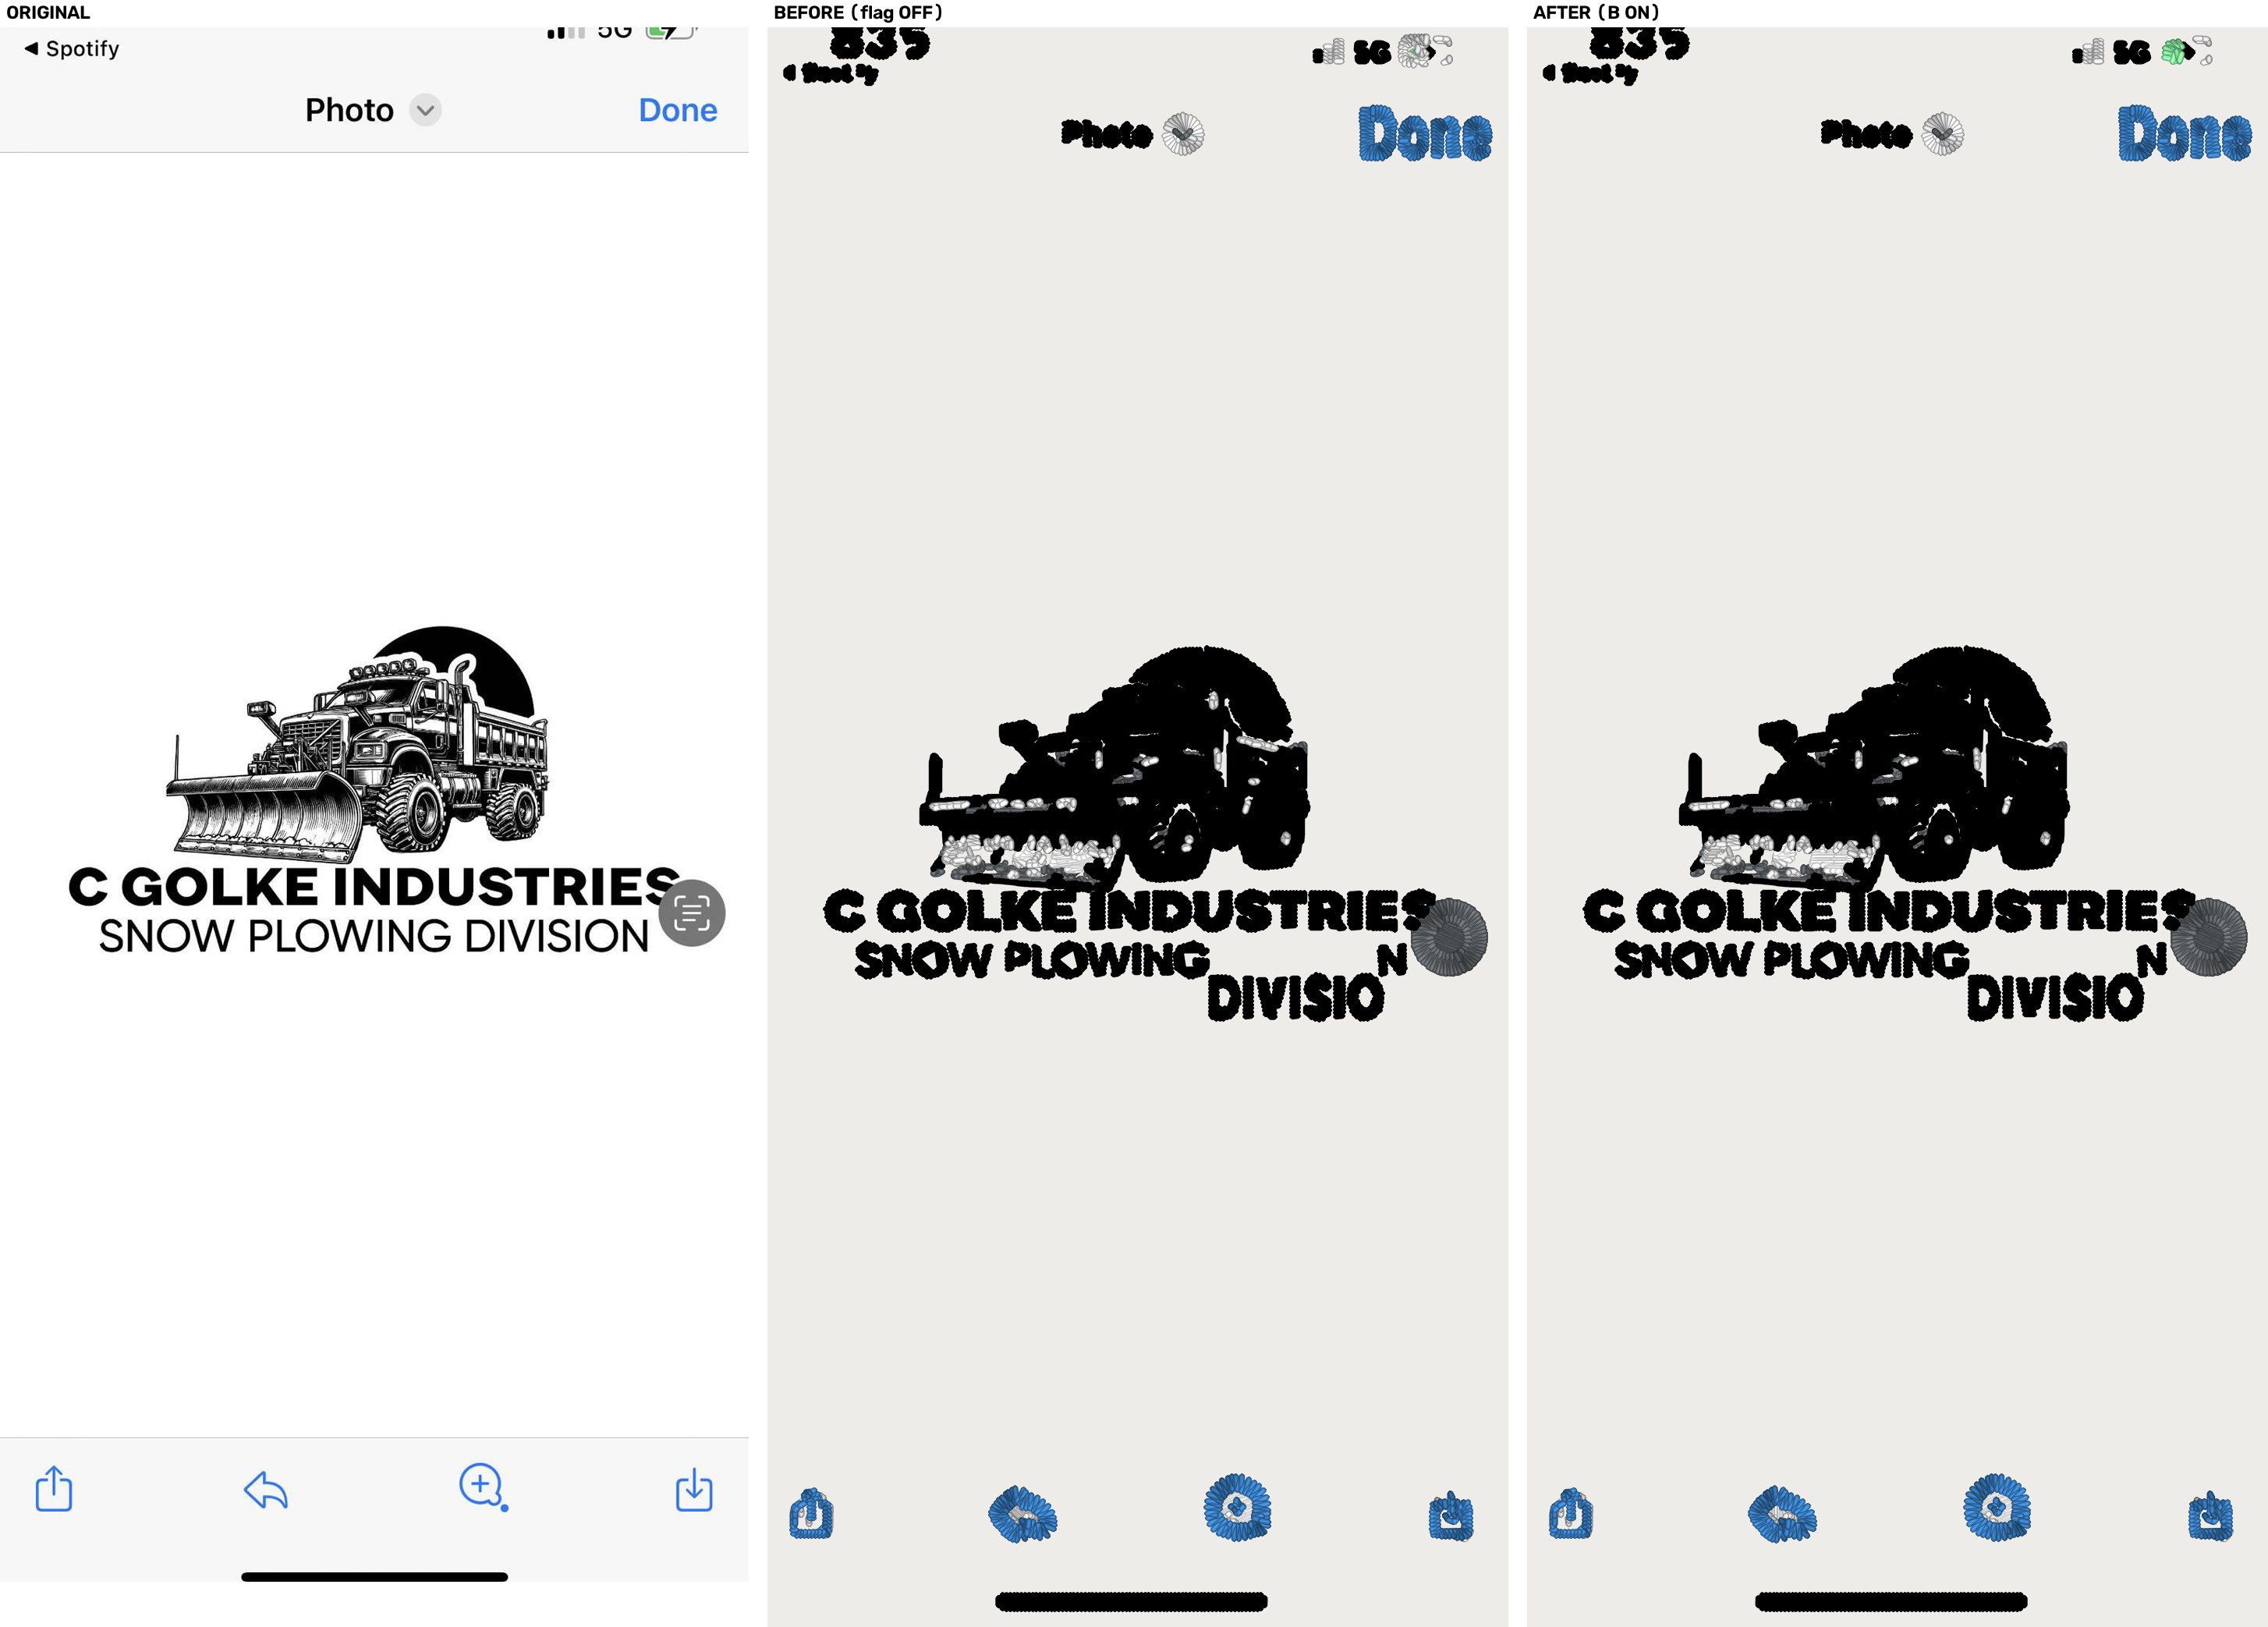 ORIGINAL
BEFORE (flag OFF)
AFTER (B ON)
◀ Spotify
5G
Photo
Done
C GOLKE INDUSTRIES
SNOW PLOWING DIVISION
835
5G
Photo
Done
C GOLKE INDUSTRIES
SNOW PLOWING N
DIVISIO
835
5G
Photo
Done
C GOLKE INDUSTRIES
SNOW PLOWING N
DIVISIO